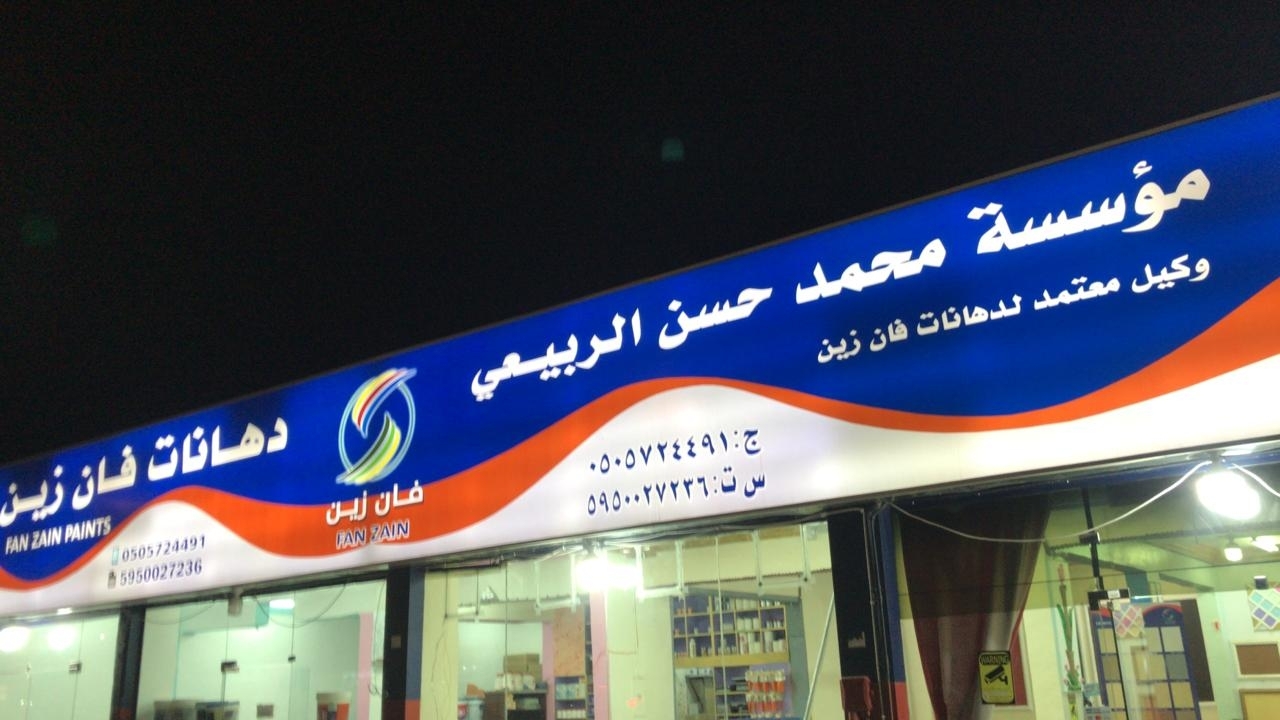 مؤسسة محمد حسن الربيعي
وكيل معتمد لدهانات فان زين
ج: ٠٥٠٥٧٢٤٤٩١
س ت: ٥٩٥٠٠٢٧٢٣٦
فان زين
FAN ZAIN
دهانات فان زين
FAN ZAIN PAINTS
0505724491
5950027236
WARNING